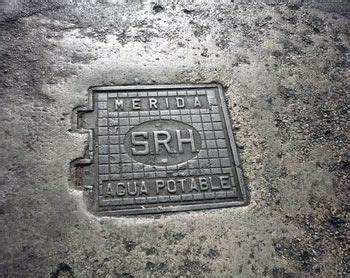 MERIDA
SRH
AGUA POTABLE